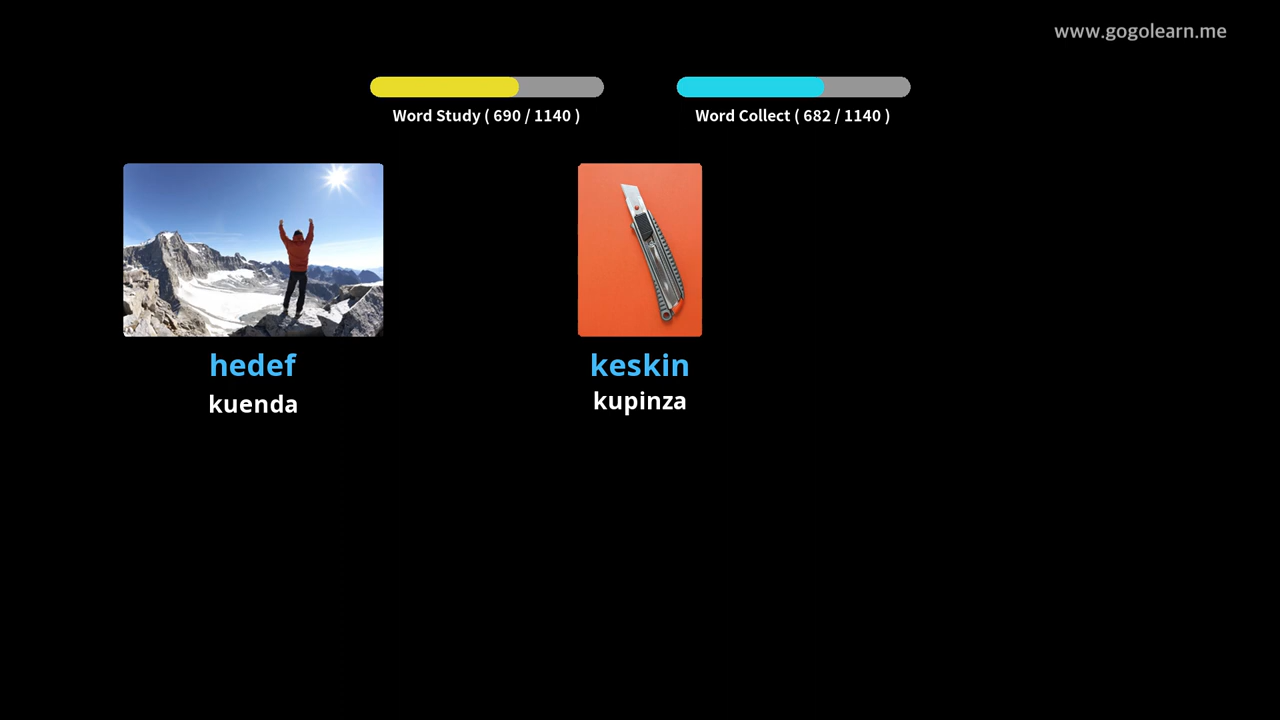 www.gogolearn.me
Word Study ( 690 / 1140 )
Word Collect ( 682 / 1140 )
hedef
kuenda
keskin
kupinza